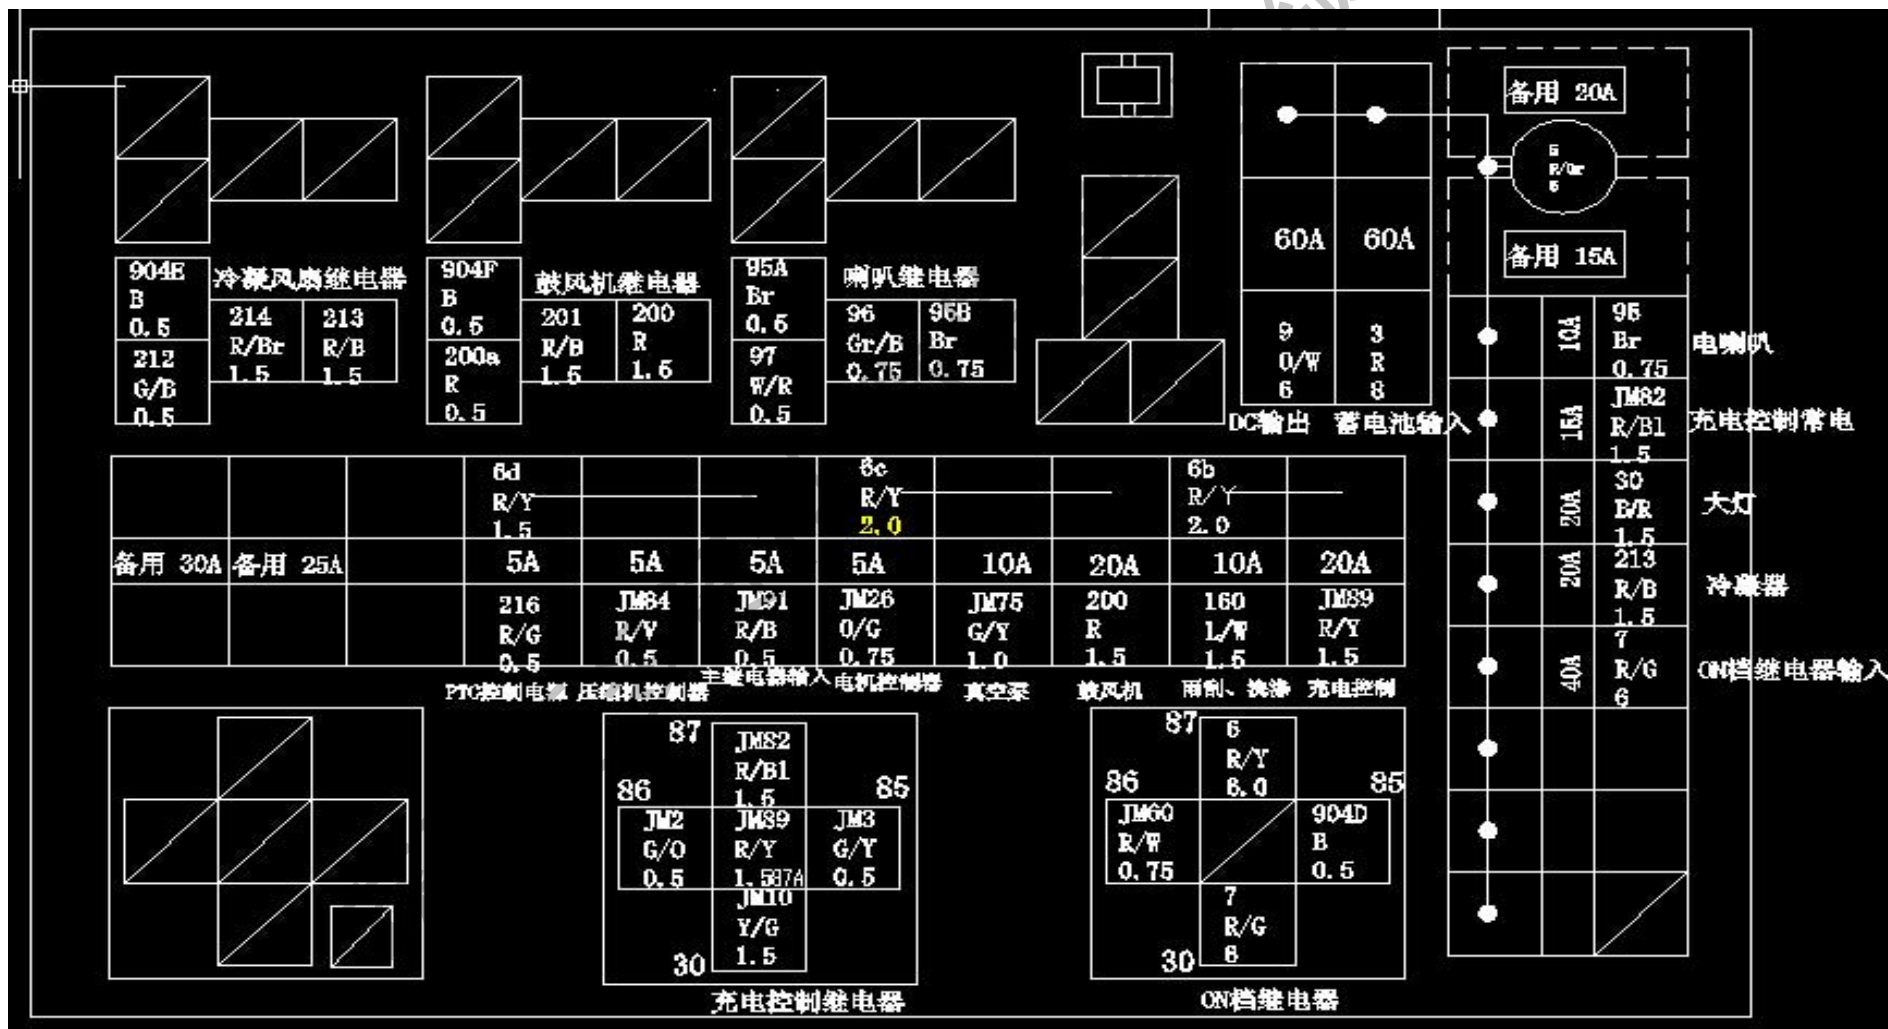 备用 20A
5
R/Or
6
备用 15A
60A 60A
9
O/W
6
3
R
8
DC输出 蓄电池输入
904E
B
0.5
212
G/B
0.5
冷凝风扇继电器
214
R/Br
1.5
213
R/B
1.5
904F
B
0.5
200a
R
0.5
鼓风机继电器
201
R/B
1.5
200
R
1.5
95A
Br
0.5
97
W/R
0.5
喇叭继电器
96
Gr/B
0.75
95B
Br
0.75
10A
95
Br
0.75
电喇叭
15A
JM82
R/Bl
1.5
充电控制常电
20A
30
B/R
1.5
大灯
20A
213
R/B
1.5
冷凝器
40A
7
R/G
6
ON档继电器输入
6d
R/Y
1.5
6c
R/Y
2.0
6b
R/Y
2.0
备用 30A 备用 25A 5A 5A 5A 5A 10A 20A 10A 20A
216
R/G
0.5
JM84
R/V
0.5
JM91
R/B
0.5
JM26
O/G
0.75
JM75
G/Y
1.0
200
R
1.5
160
L/W
1.5
JM89
R/Y
1.5
PTC控制电源 压缩机控制器 主继电器输入 电机控制器 真空泵 鼓风机 雨刮、洗涤 充电控制
87
86
85
JM82
R/Bl
1.5
JM2
G/O
0.5
JM89
R/Y
1.5
87A
JM3
G/Y
0.5
JM10
Y/G
1.5
30
充电控制继电器
87
86
85
6
R/Y
6.0
JM60
R/W
0.75
904D
B
0.5
7
R/G
6
30
ON档继电器